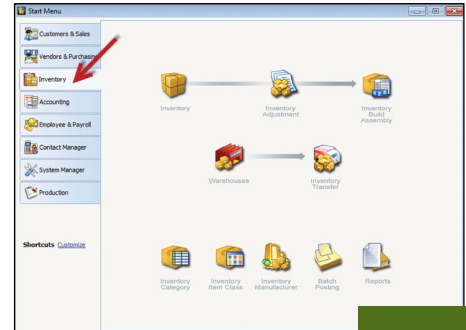 Start Menu
Customers & Sales
Vendors & Purchasing
Inventory
Accounting
Employee & Payroll
Contact Manager
System Manager
Production
Shortcuts Customize
Inventory
Inventory
Adjustment
Inventory
Build
Assembly
Warehouses
Inventory
Transfer
Inventory
Category
Inventory
Item Class
Inventory
Manufacturer
Batch
Posting
Reports